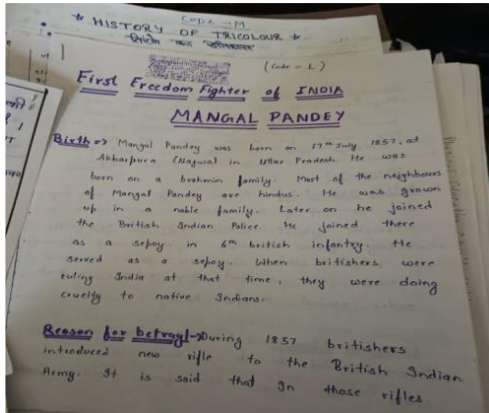 Code - M
* HISTORY OF TRICOLOUR *
तिरंगे का इतिहास
(Code - L)
First Freedom Fighter of INDIA
MANGAL PANDEY
Birth => Mangal Pandey was born on 17th July, 1857, at
Akbarpura (Nagwa) in Uttar Pradesh. He was
born on a brahmin family. Most of the neighbours
of Mangal Pandey are hindus. He was grown
up in a noble family. Later on he joined
the British Indian Police. He joined there
as a sepoy in 6th british infantry. He
served as a sepoy. When britishers were
ruling India at that time, they were doing
cruelity to native Indians.
Reason for betrayl -> During 1857 britishers
introduced new rifle to the British Indian
Army. It is said that In those rifles